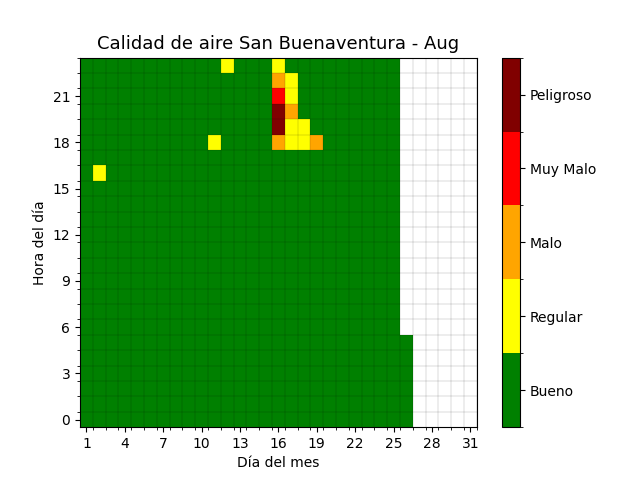 Calidad de aire San Buenaventura - Aug
Hora del día
21
18
15
12
9
6
3
0
1 4 7 10 13 16 19 22 25 28 31
Día del mes
Peligroso
Muy Malo
Malo
Regular
Bueno